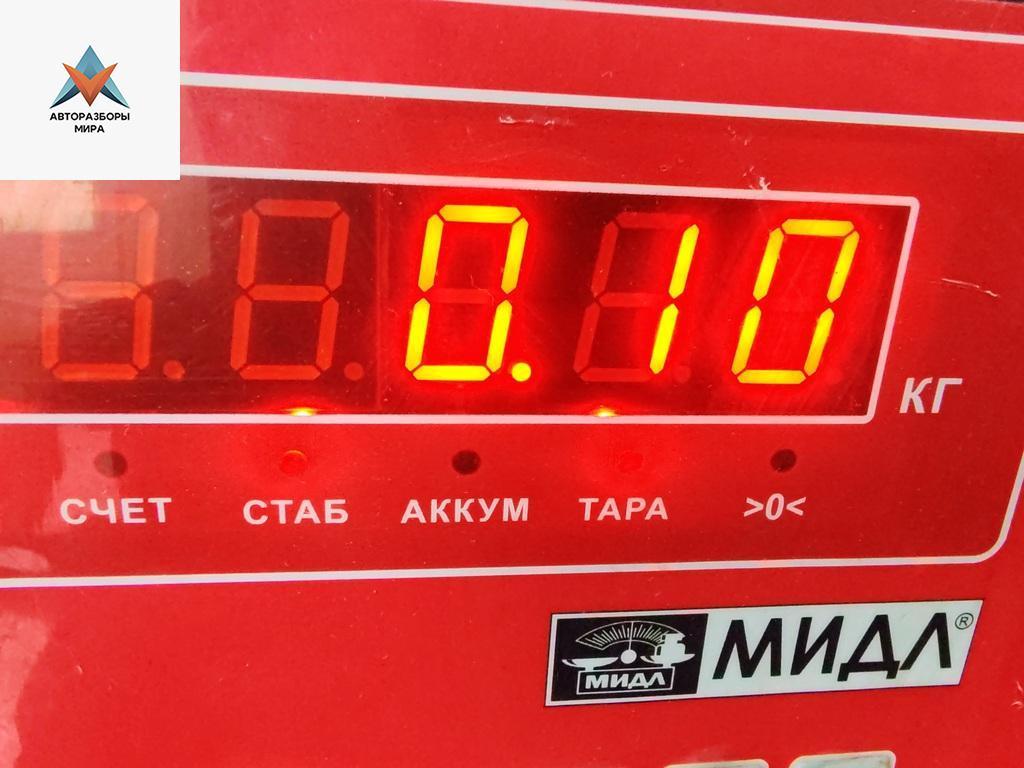 АВТОРАЗБОРЫ
МИРА
0.10
КГ
СЧЕТ СТАБ АККУМ ТАРА >0<
МИДЛ МИДЛ®